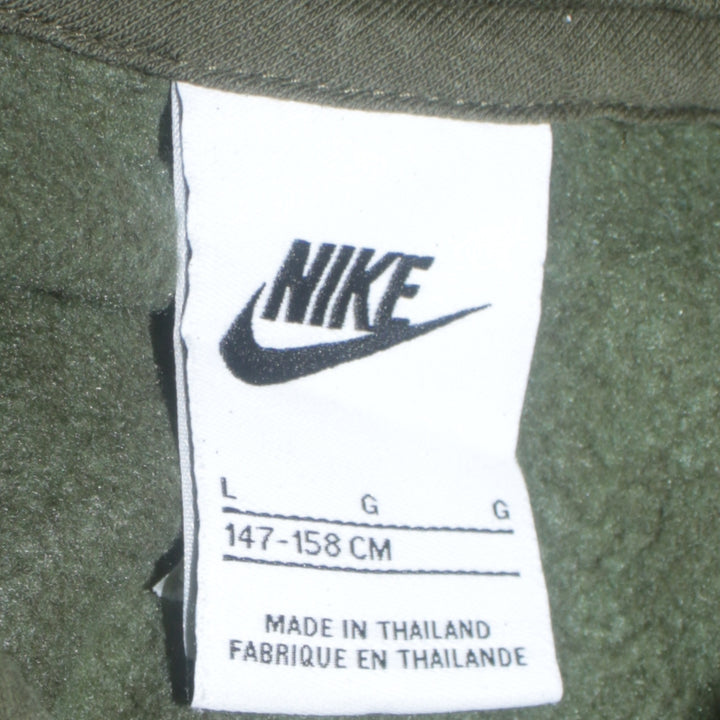 NIKE
L G G
147-158 CM
MADE IN THAILAND
FABRIQUE EN THAILANDE